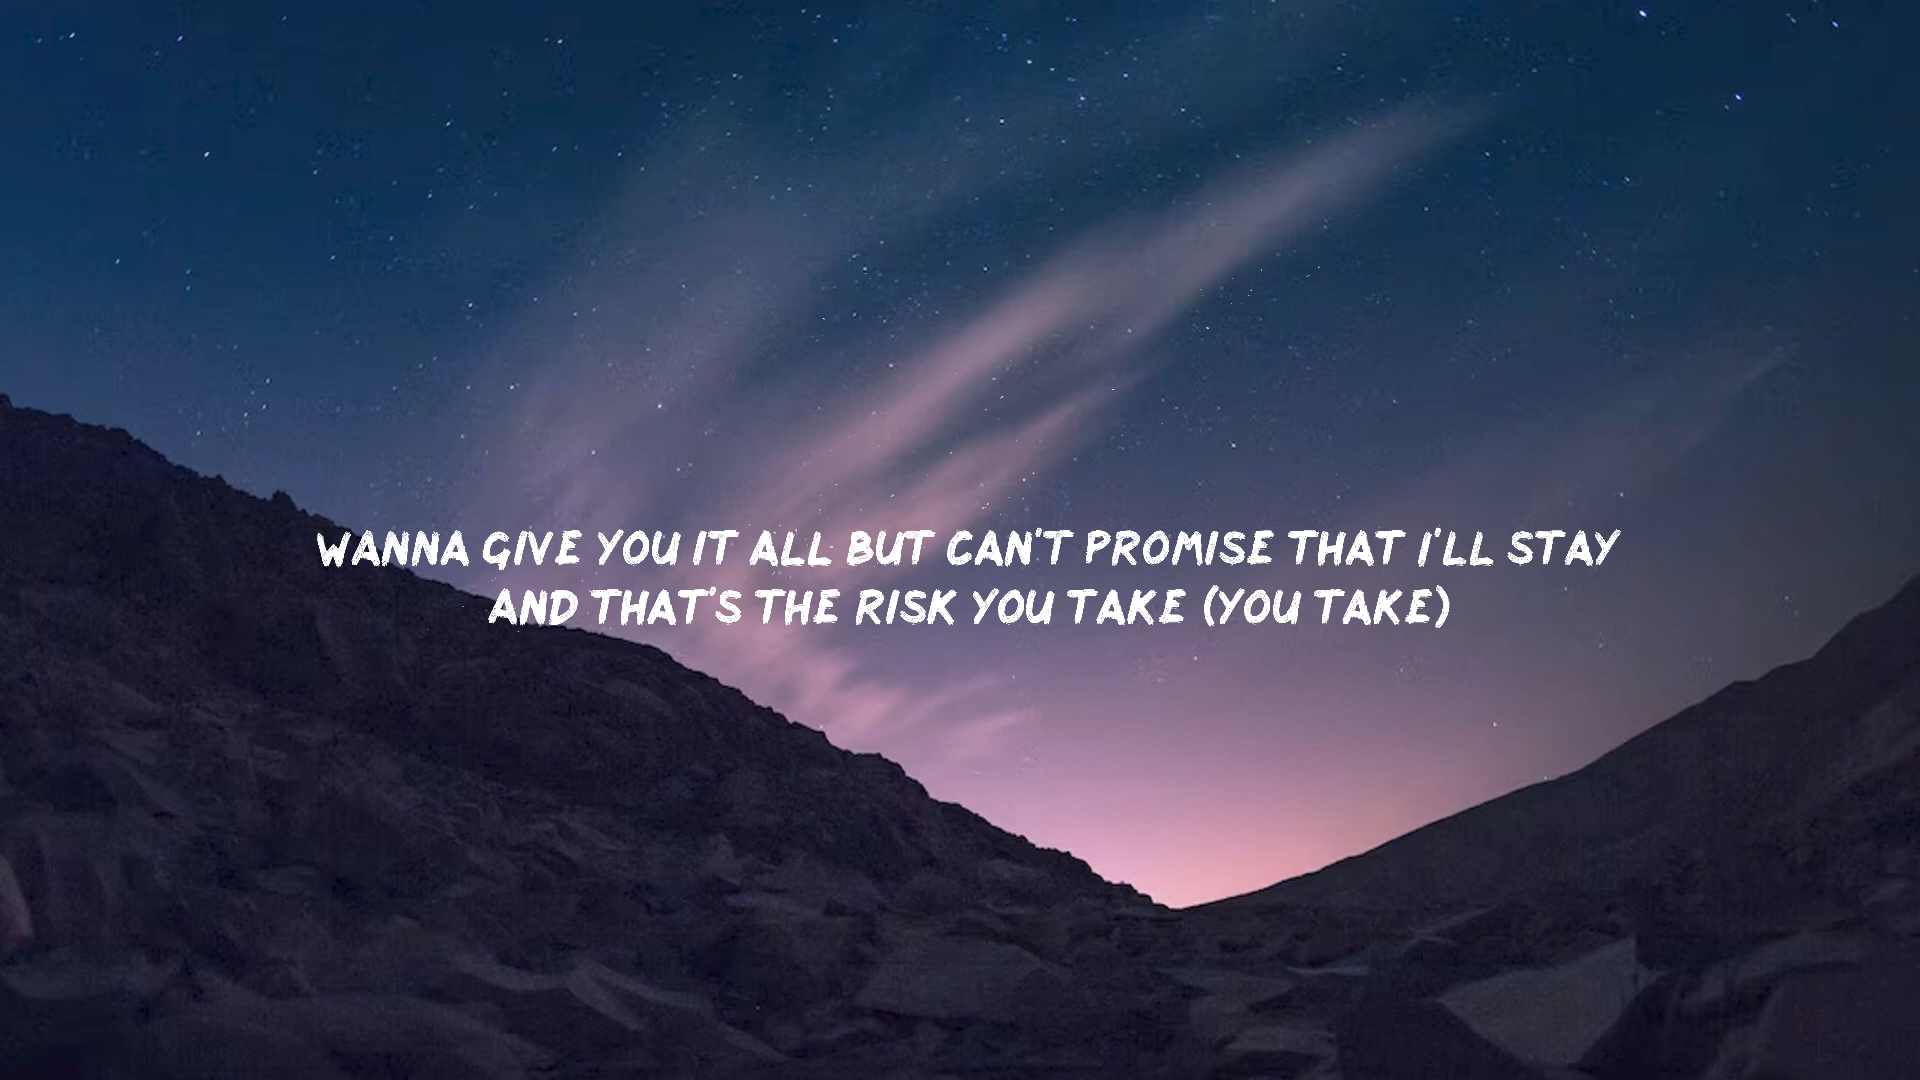 WANNA GIVE YOU IT ALL BUT CAN'T PROMISE THAT I'LL STAY
AND THAT'S THE RISK YOU TAKE (YOU TAKE)